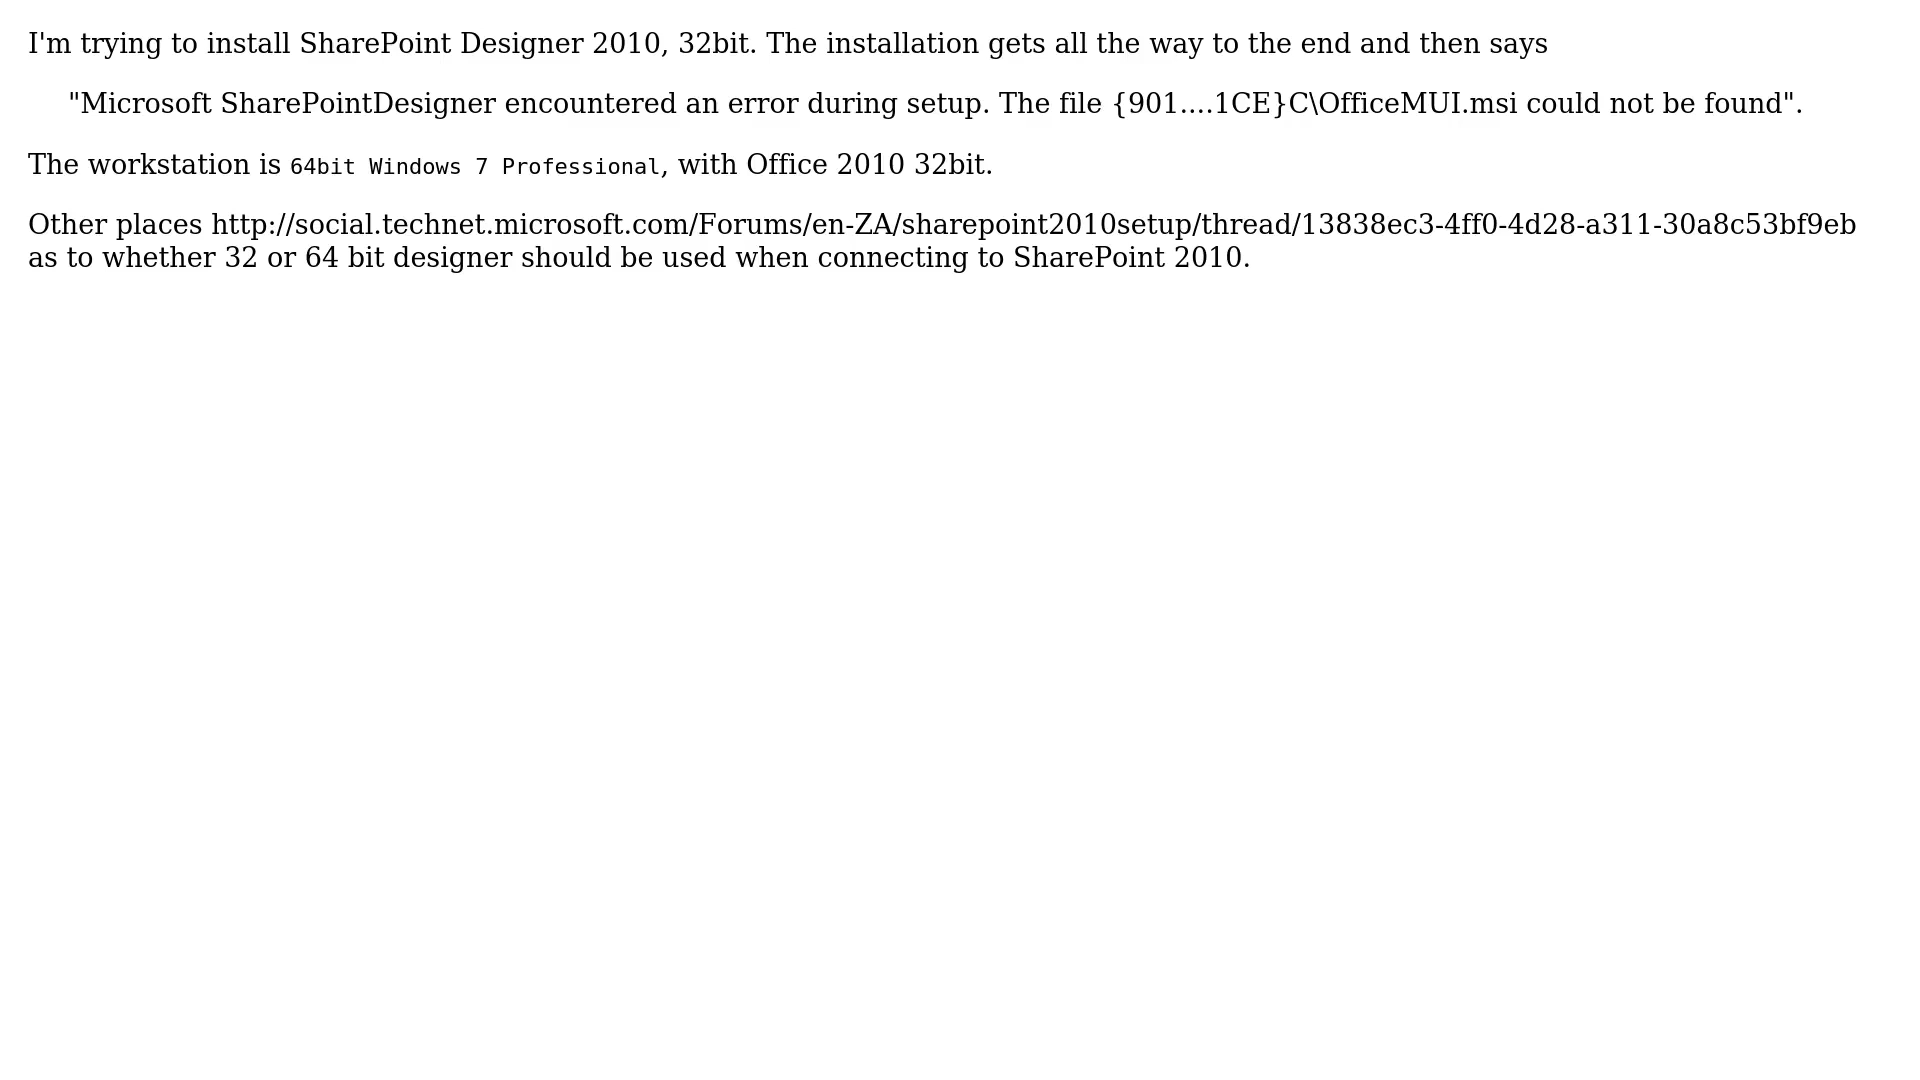 I'm trying to install SharePoint Designer 2010, 32bit. The installation gets all the way to the end and then says
"Microsoft SharePointDesigner encountered an error during setup. The file {901....1CE}C\OfficeMUI.msi could not be found".
The workstation is 64bit Windows 7 Professional, with Office 2010 32bit.
Other places http://social.technet.microsoft.com/Forums/en-ZA/sharepoint2010setup/thread/13838ec3-4ff0-4d28-a311-30a8c53bf9eb
as to whether 32 or 64 bit designer should be used when connecting to SharePoint 2010.